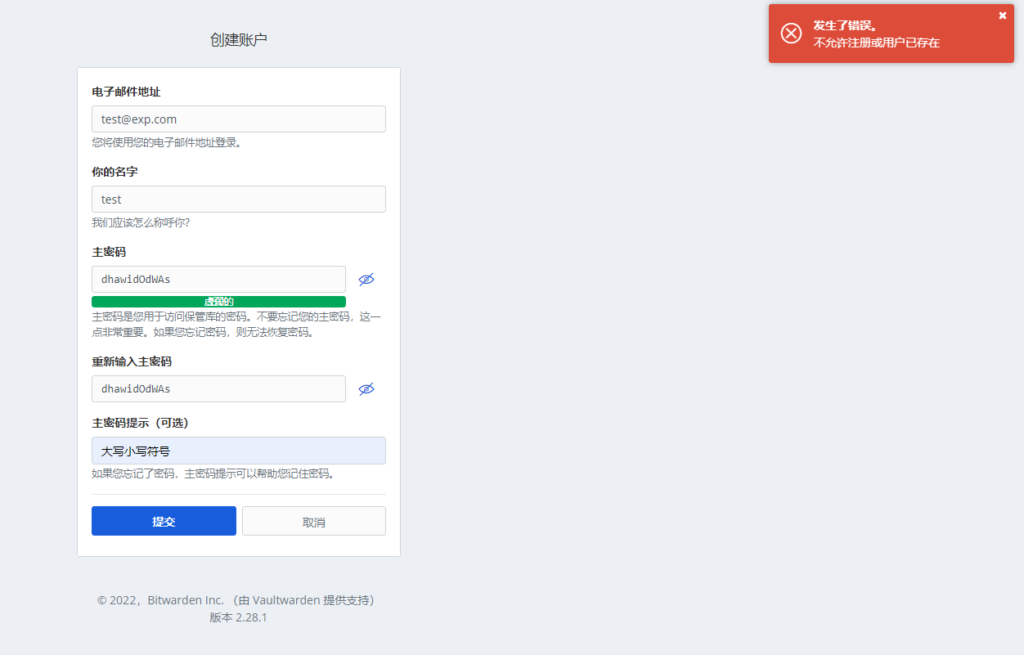 创建账户
发生了错误。
不允许注册或用户已存在
电子邮件地址
test@exp.com
您将使用您的电子邮件地址登录。
你的名字
test
我们应该怎么称呼你?
主密码
dhawidOdWAs
主密码是您用于访问保管库的密码。不要忘记您的主密码，这一
点非常重要。如果您忘记密码，则无法恢复密码。
重新输入主密码
dhawidOdWAs
主密码提示（可选）
大写小写符号
如果您忘记了密码，主密码提示可以帮助您记住密码。
提交
取消
© 2022，Bitwarden Inc. （由 Vaultwarden 提供支持）
版本 2.28.1